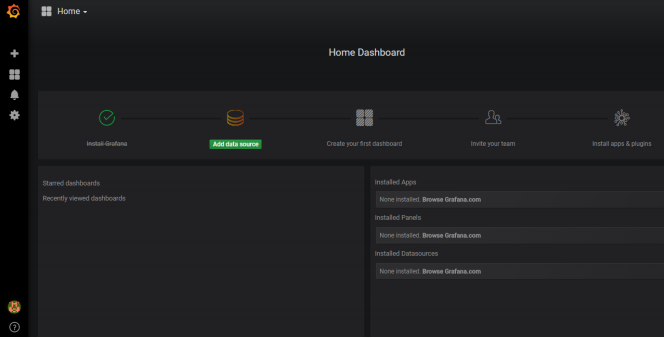 Home
Home Dashboard
Install Grafana
Add data source
Create your first dashboard
Invite your team
Install apps & plugins
Starred dashboards
Recently viewed dashboards
Installed Apps
None installed. Browse Grafana.com
Installed Panels
None installed. Browse Grafana.com
Installed Datasources
None installed. Browse Grafana.com